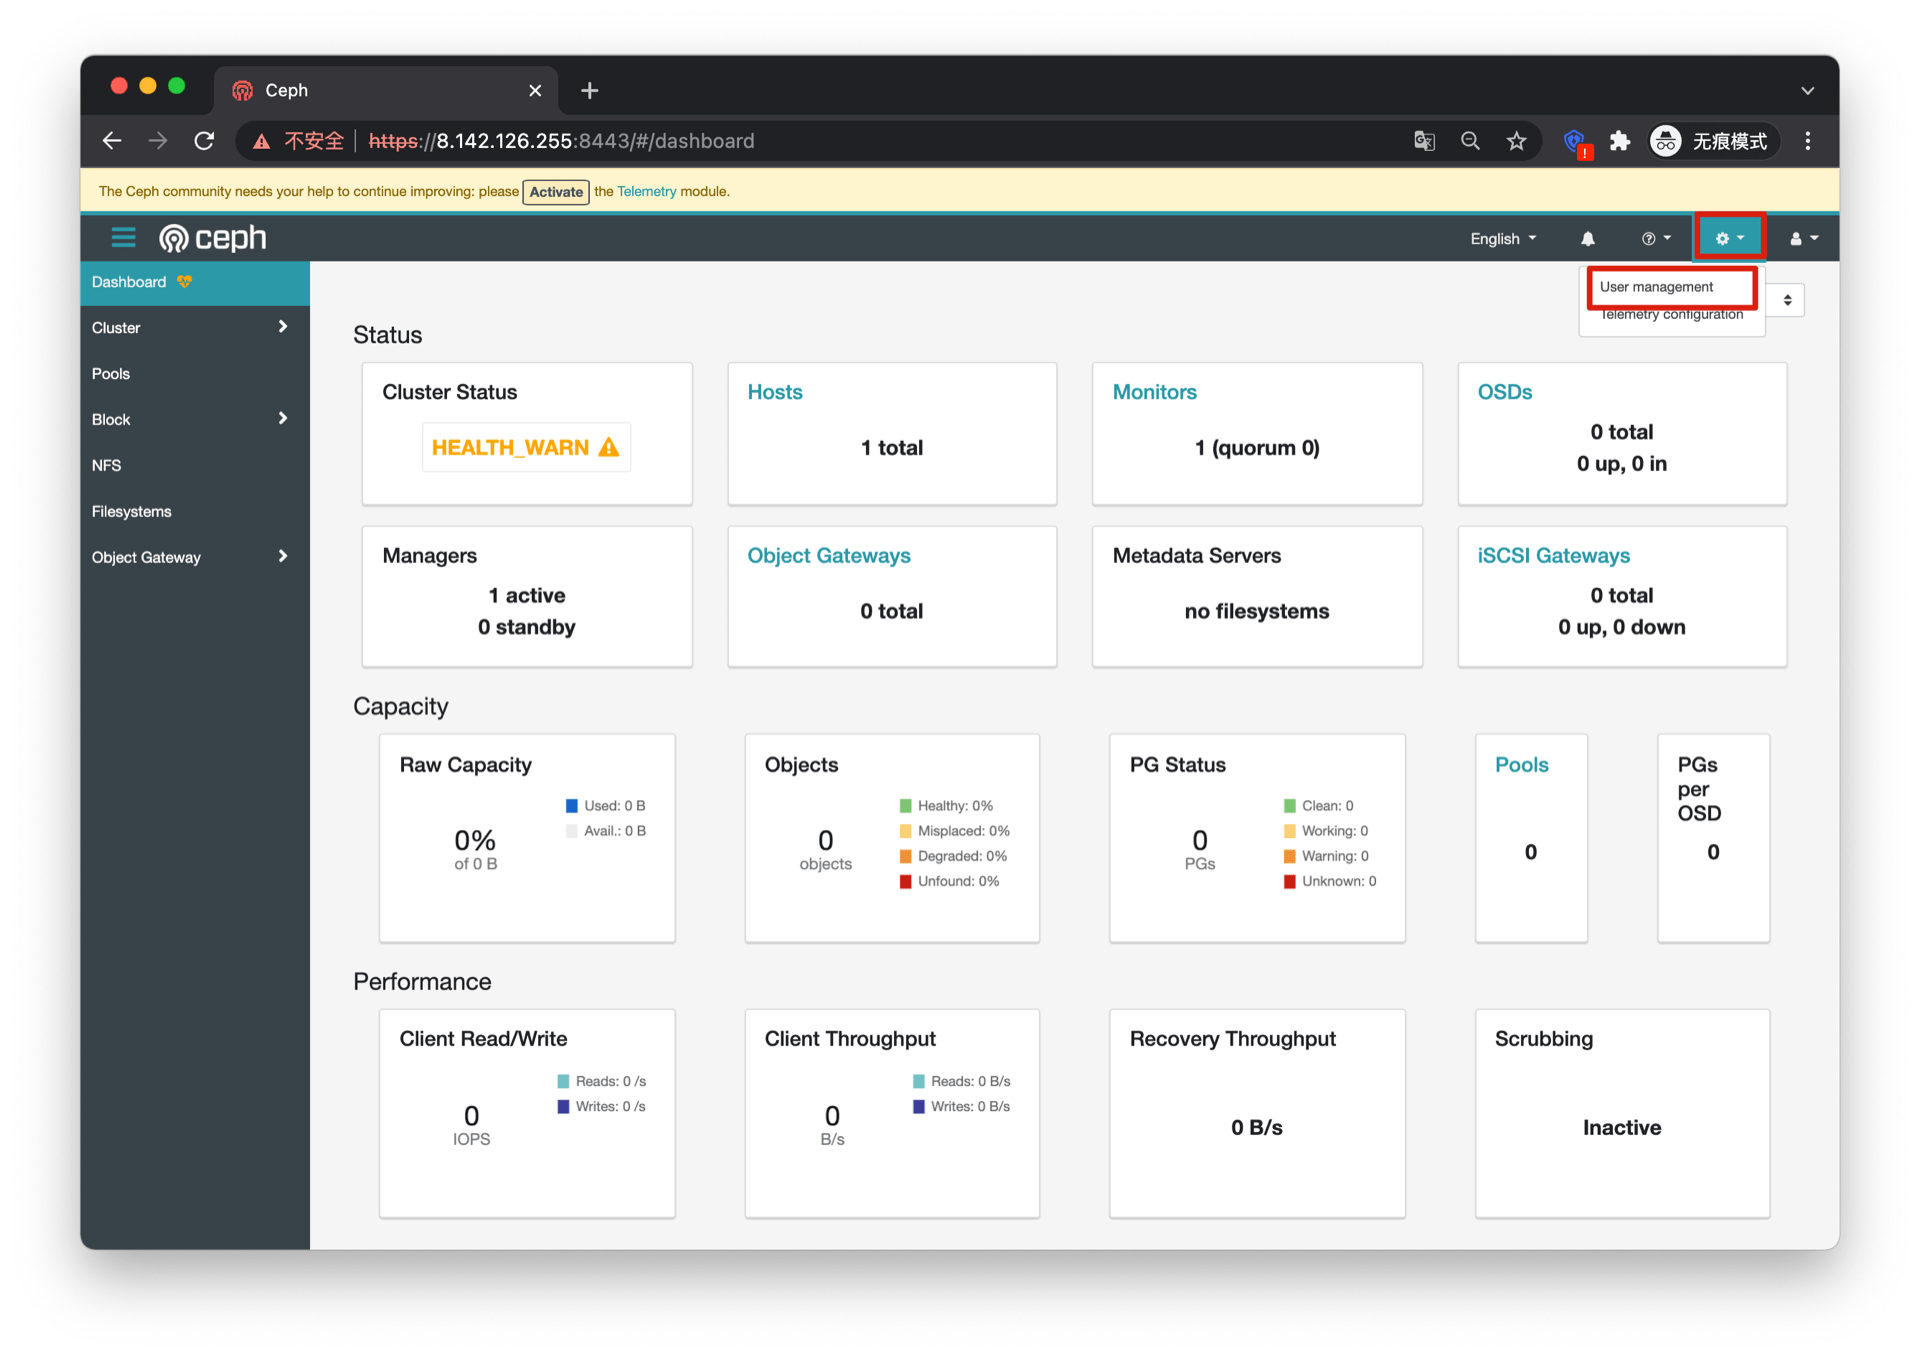 Ceph
不安全 https://8.142.126.255:8443/#/dashboard
无痕模式
The Ceph community needs your help to continue improving: please Activate the Telemetry module.
ceph
English
Dashboard
Cluster
Pools
Block
NFS
Filesystems
Object Gateway
User management
Telemetry configuration
Status
Cluster Status
HEALTH_WARN
Hosts
1 total
Monitors
1 (quorum 0)
OSDs
0 total
0 up, 0 in
Managers
1 active
0 standby
Object Gateways
0 total
Metadata Servers
no filesystems
iSCSI Gateways
0 total
0 up, 0 down
Capacity
Raw Capacity
0%
of 0 B
Used: 0 B
Avail.: 0 B
Objects
0
objects
Healthy: 0%
Misplaced: 0%
Degraded: 0%
Unfound: 0%
PG Status
0
PGs
Clean: 0
Working: 0
Warning: 0
Unknown: 0
Pools
0
PGs
per
OSD
0
Performance
Client Read/Write
0
IOPS
Reads: 0 /s
Writes: 0 /s
Client Throughput
0
B/s
Reads: 0 B/s
Writes: 0 B/s
Recovery Throughput
0 B/s
Scrubbing
Inactive